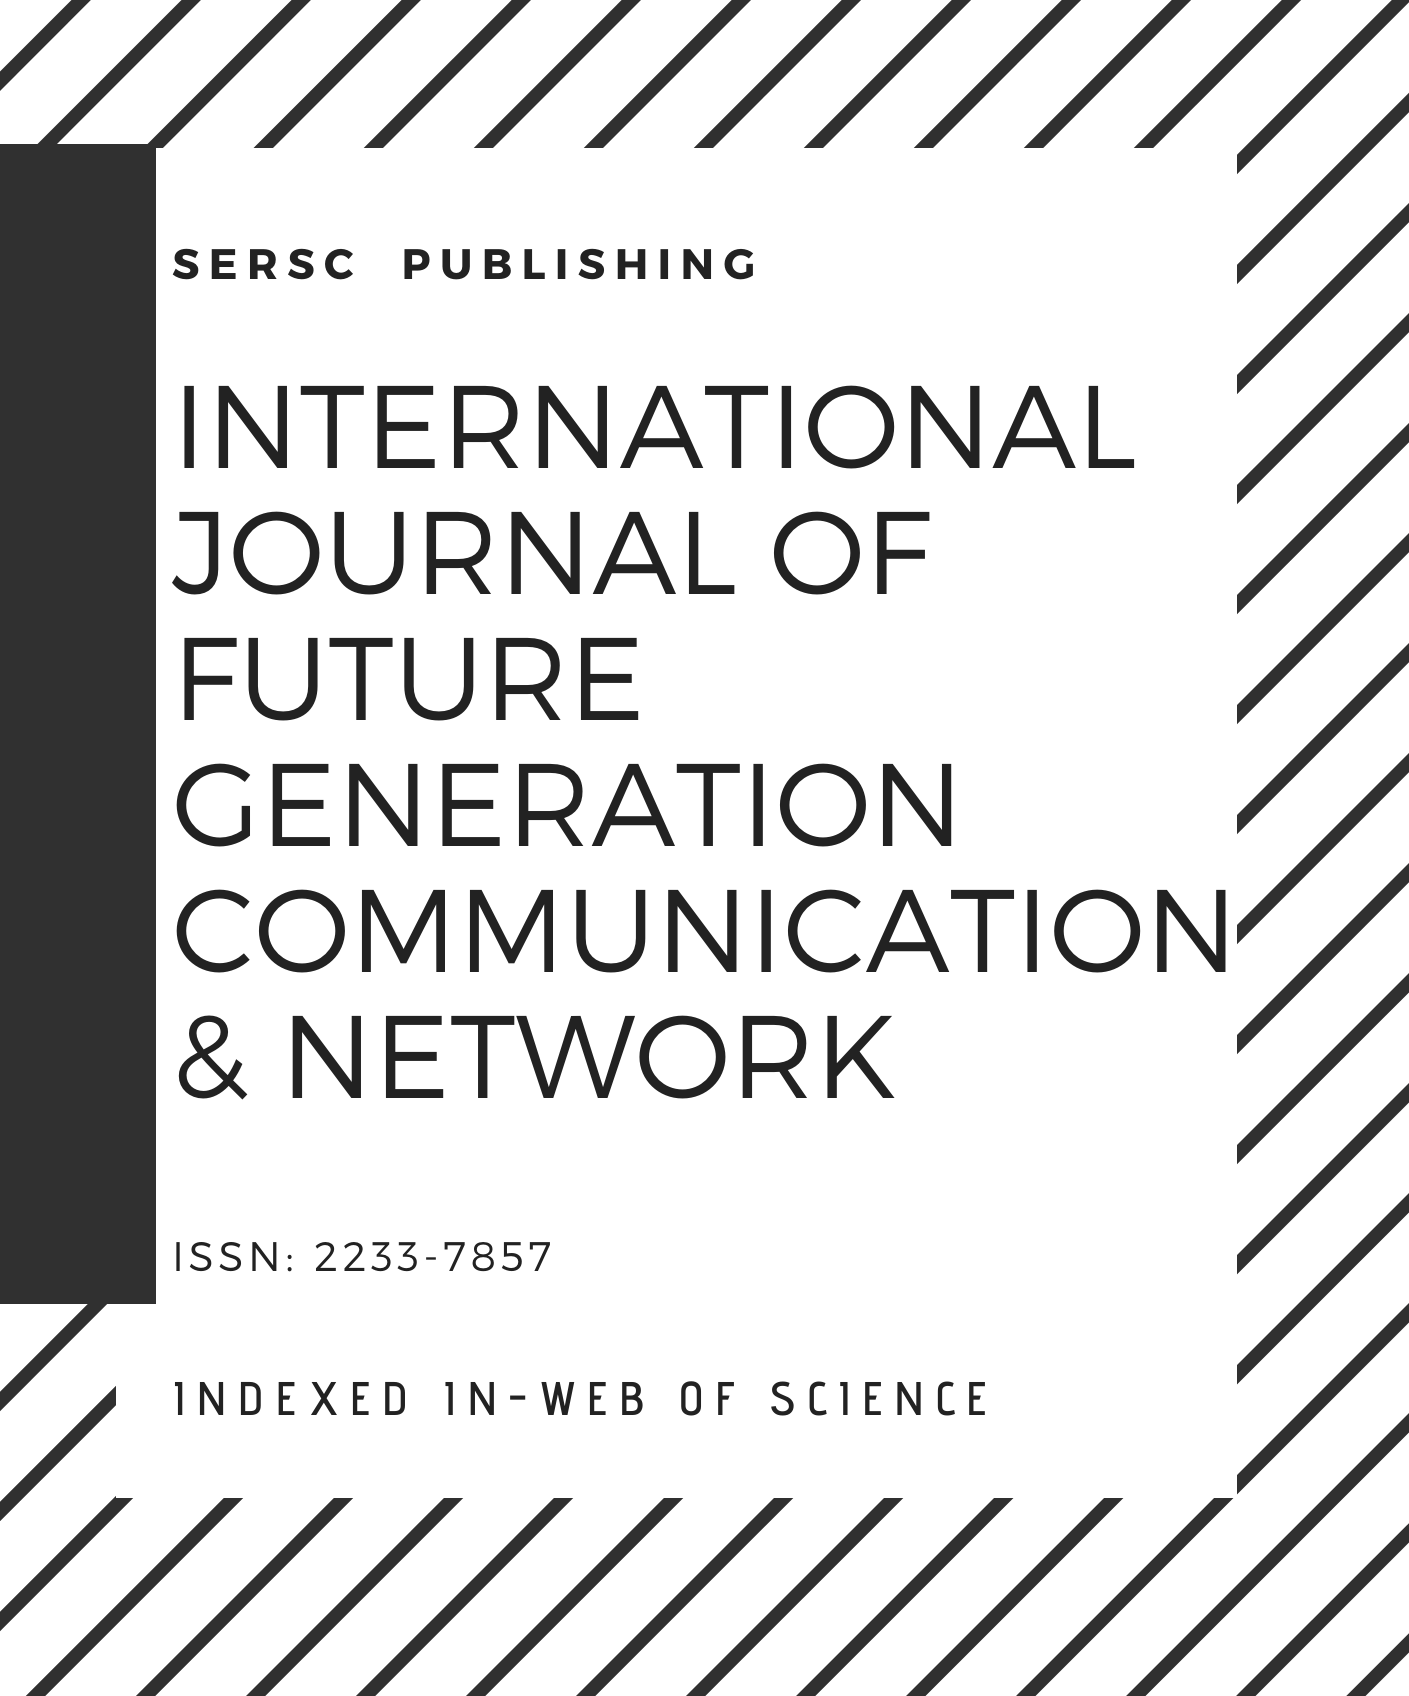 SERSC PUBLISHING
INTERNATIONAL
JOURNAL OF
FUTURE
GENERATION
COMMUNICATION
& NETWORK
ISSN: 2233-7857
INDEXED IN-WEB OF SCIENCE